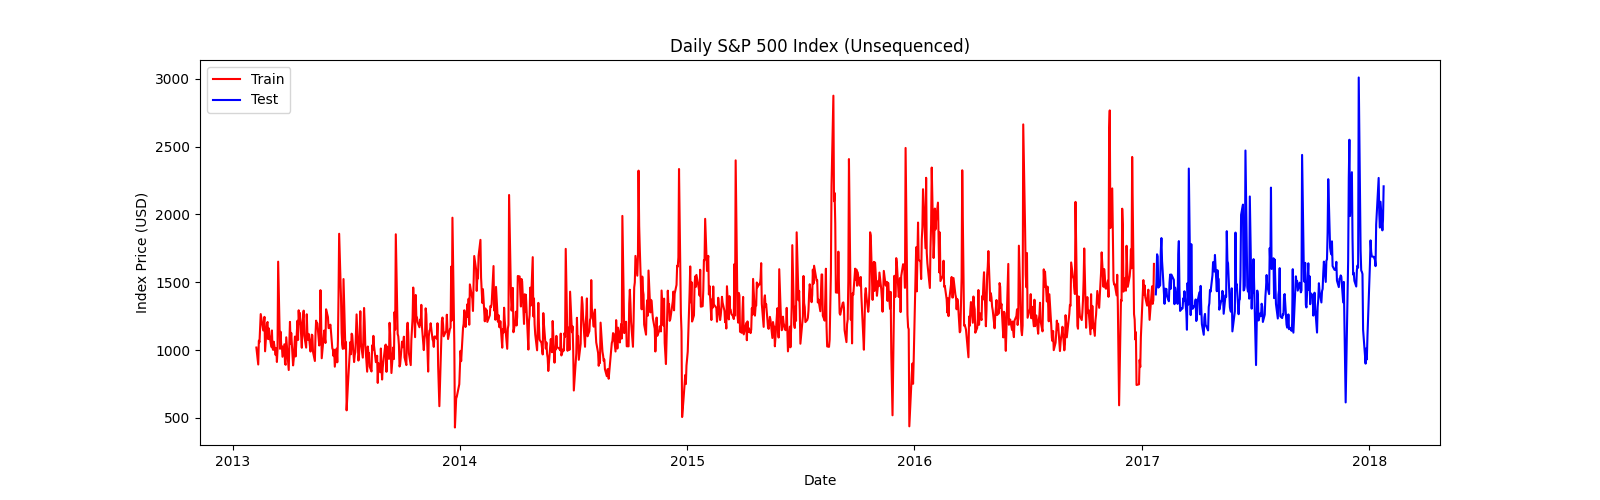 Daily S&P 500 Index (Unsequenced)
Train
Test
3000
2500
2000
1500
1000
500
Index Price (USD)
2013 2014 2015 2016 2017 2018
Date